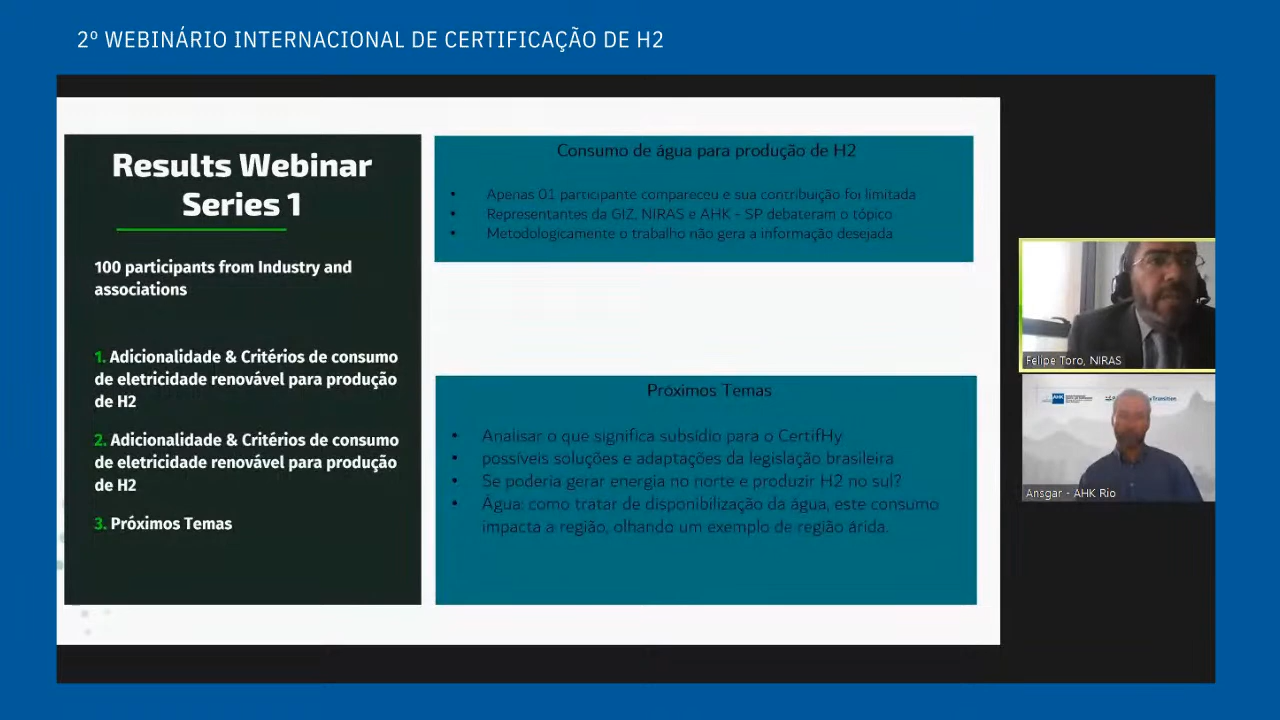 2º WEBINÁRIO INTERNACIONAL DE CERTIFICAÇÃO DE H2
Results Webinar
Series 1
100 participants from Industry and
associations
1. Adicionalidade & Critérios de consumo
de eletricidade renovável para produção
de H2
2. Adicionalidade & Critérios de consumo
de eletricidade renovável para produção
de H2
3. Próximos Temas
Consumo de água para produção de H2
• Apenas 01 participante compareceu e sua contribuição foi limitada
• Representantes da GIZ, NIRAS e AHK - SP debateram o tópico
• Metodologicamente o trabalho não gera a informação desejada
Próximos Temas
• Analisar o que significa subsídio para o CertifHy
• possíveis soluções e adaptações da legislação brasileira
• Se poderia gerar energia no norte e produzir H2 no sul?
• Água: como tratar de disponibilização da água, este consumo
impacta a região, olhando um exemplo de região árida.
Felipe Toro, NIRAS
AHK
Ansgar - AHK Rio